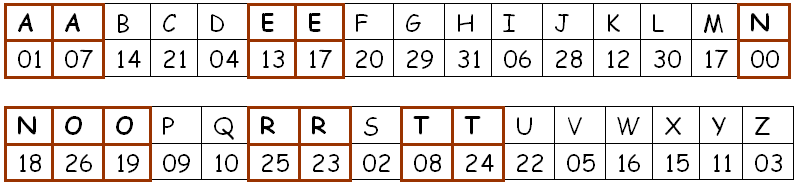 A A B C D E E F G H I J K L M N
01 07 14 21 04 13 17 20 29 31 06 28 12 30 17 00
N O O P Q R R S T T U V W X Y Z
18 26 19 09 10 25 23 02 08 24 22 05 16 15 11 03